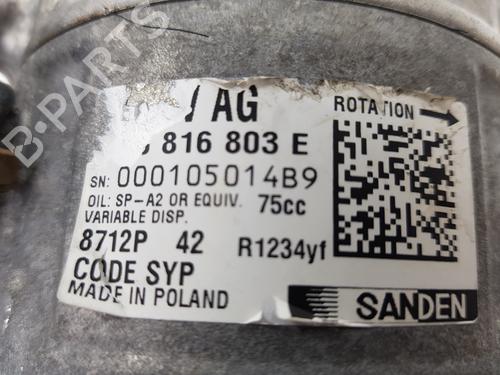 B-PARTS
AG
816 803 E
ROTATION
SN: 000105014B9
OIL: SP-A2 OR EQUIV. 75cc
VARIABLE DISP.
8712P 42 R1234yf
CODE SYP
MADE IN POLAND
SANDEN